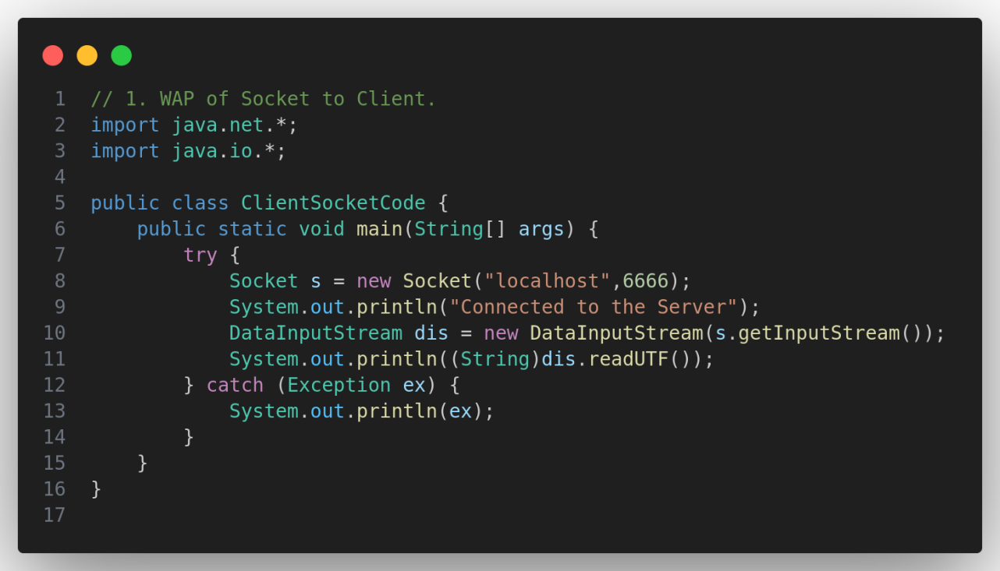 1 // 1. WAP of Socket to Client.
2 import java.net.*;
3 import java.io.*;
4
5 public class ClientSocketCode {
6     public static void main(String[] args) {
7         try {
8             Socket s = new Socket("localhost",6666);
9             System.out.println("Connected to the Server");
10             DataInputStream dis = new DataInputStream(s.getInputStream());
11             System.out.println((String)dis.readUTF());
12         } catch (Exception ex) {
13             System.out.println(ex);
14         }
15     }
16 }
17